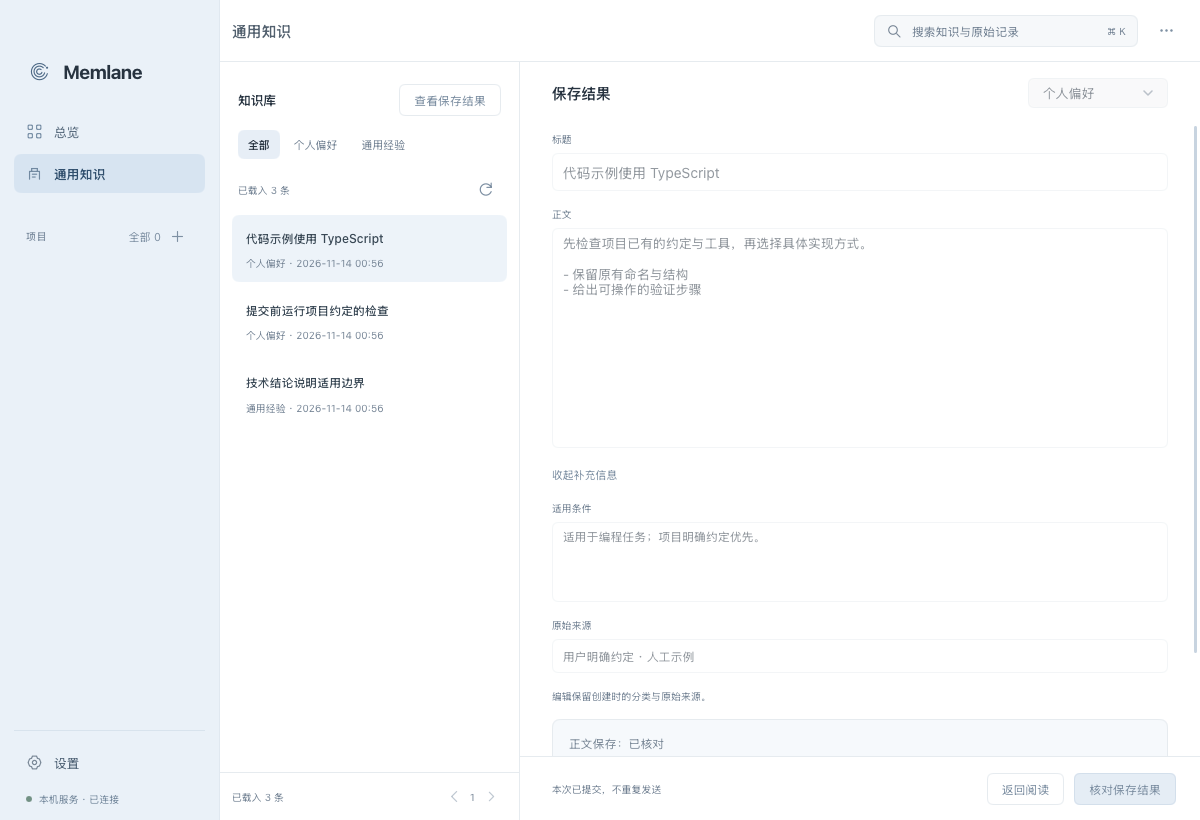 Memlane
总览
通用知识
项目
全部 0
设置
本机服务 · 已连接
通用知识
搜索知识与原始记录
⌘ K
知识库
查看保存结果
全部
个人偏好
通用经验
已载入 3 条
代码示例使用 TypeScript
个人偏好 · 2026-11-14 00:56
提交前运行项目约定的检查
个人偏好 · 2026-11-14 00:56
技术结论说明适用边界
通用经验 · 2026-11-14 00:56
已载入 3 条
1
保存结果
个人偏好
标题
代码示例使用 TypeScript
正文
先检查项目已有的约定与工具，再选择具体实现方式。
- 保留原有命名与结构
- 给出可操作的验证步骤
收起补充信息
适用条件
适用于编程任务；项目明确约定优先。
原始来源
用户明确约定 · 人工示例
编辑保留创建时的分类与原始来源。
正文保存：已核对
本次已提交，不重复发送
返回阅读
核对保存结果